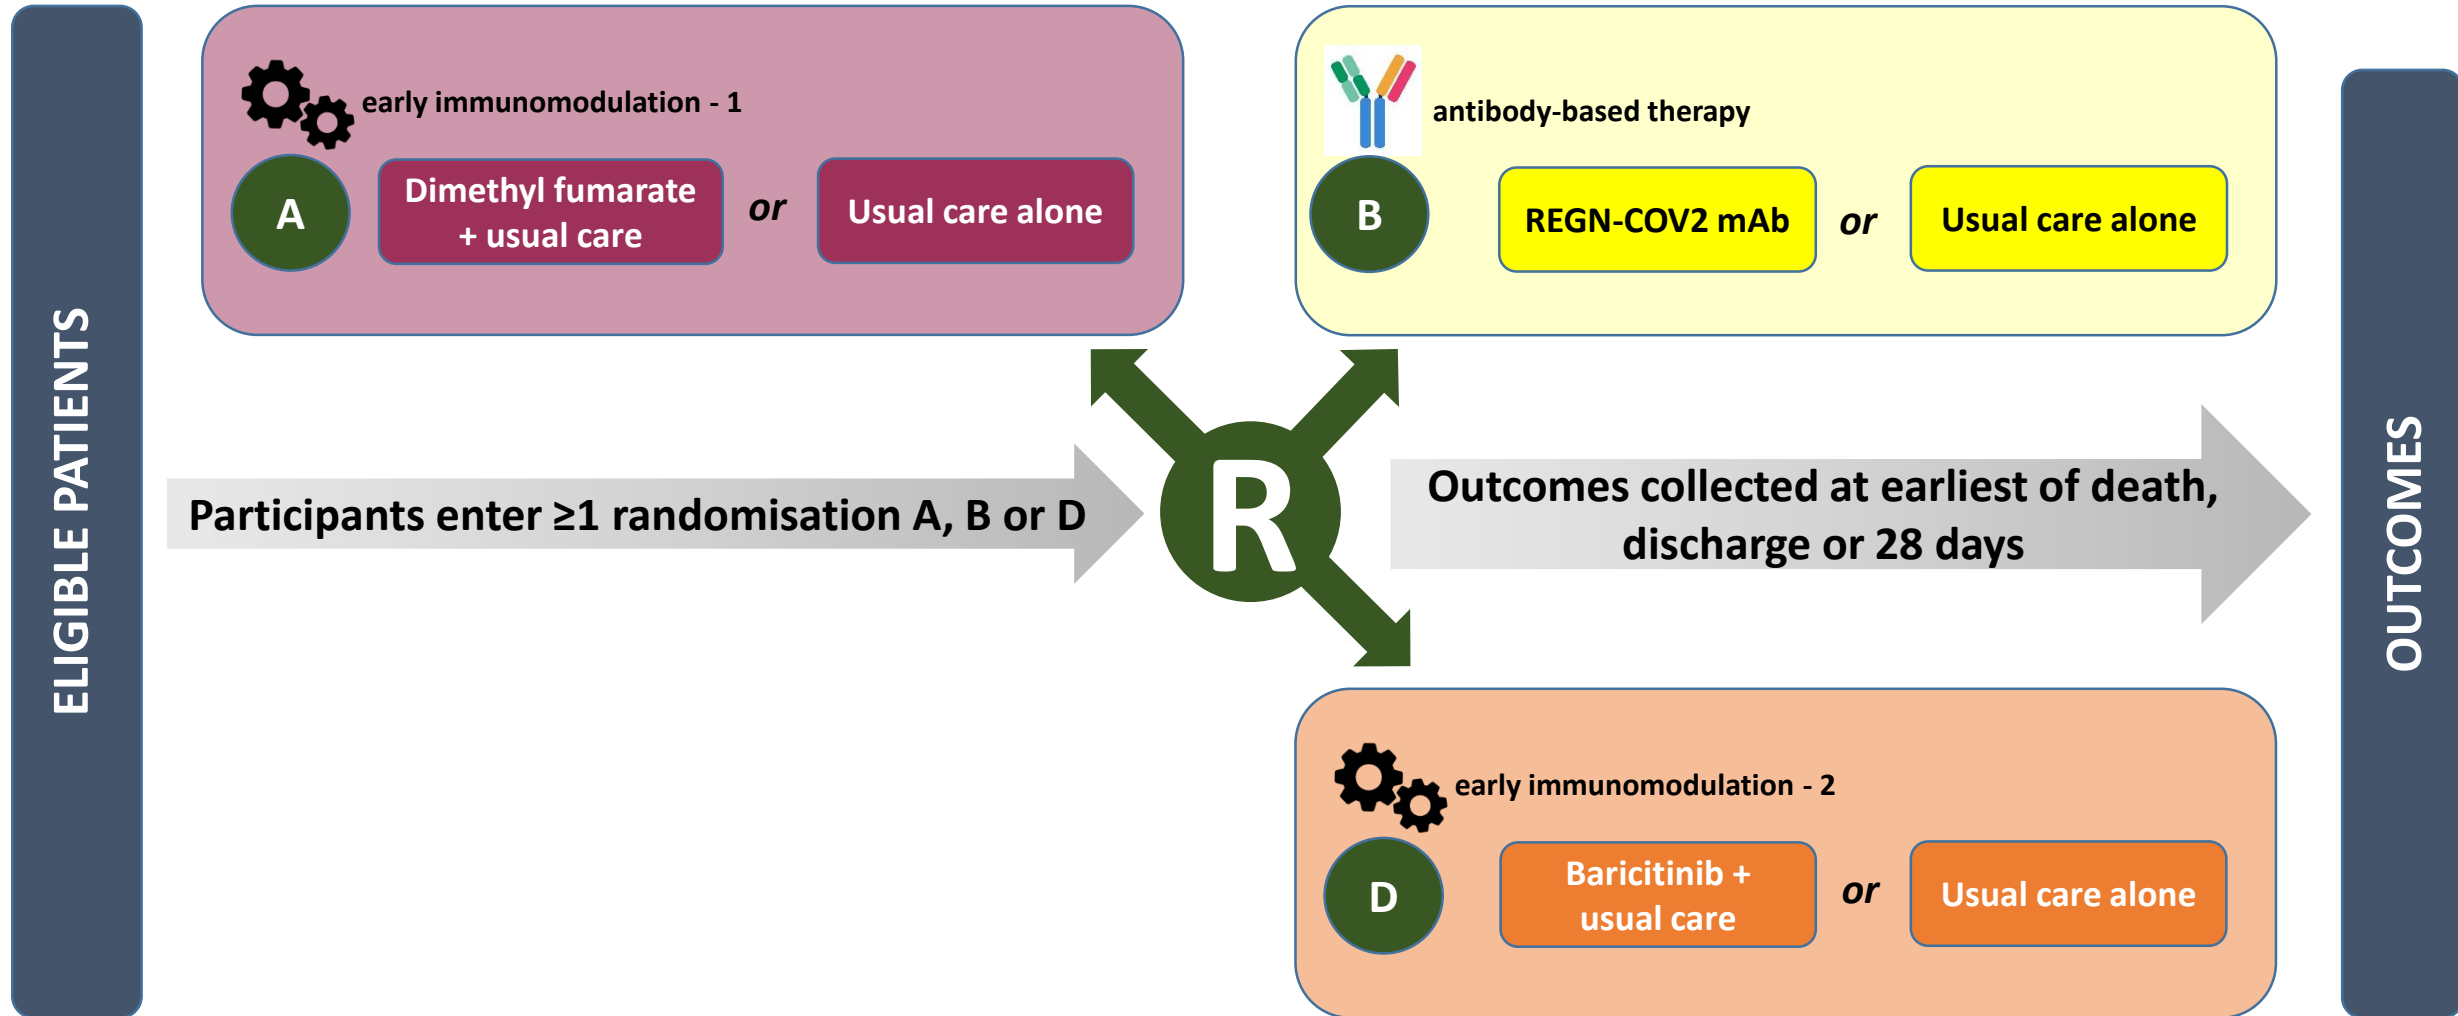 ELIGIBLE PATIENTS
early immunomodulation - 1
A
Dimethyl fumarate
+ usual care
or
Usual care alone
antibody-based therapy
B
REGN-COV2 mAb
or
Usual care alone
Participants enter ≥1 randomisation A, B or D
R
Outcomes collected at earliest of death,
discharge or 28 days
early immunomodulation - 2
D
Baricitinib +
usual care
or
Usual care alone
OUTCOMES